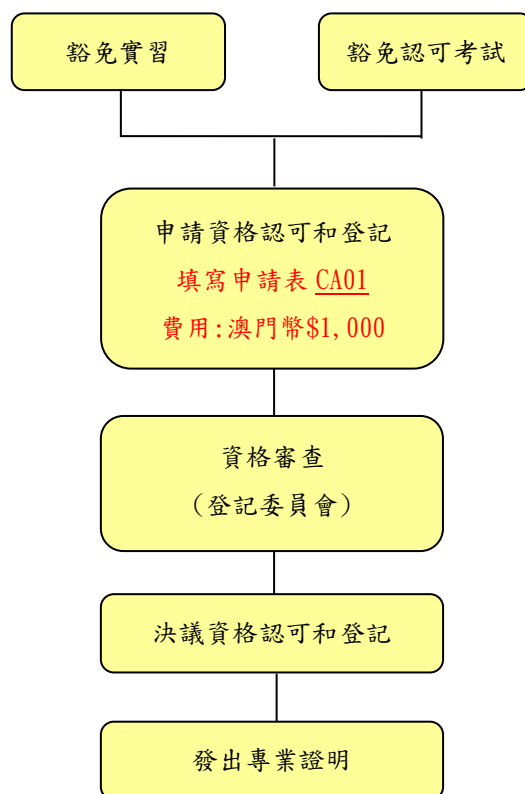 豁免實習
豁免認可考試
申請資格認可和登記
填寫申請表 CA01
費用:澳門幣$1,000
資格審查
(登記委員會)
決議資格認可和登記
發出專業證明